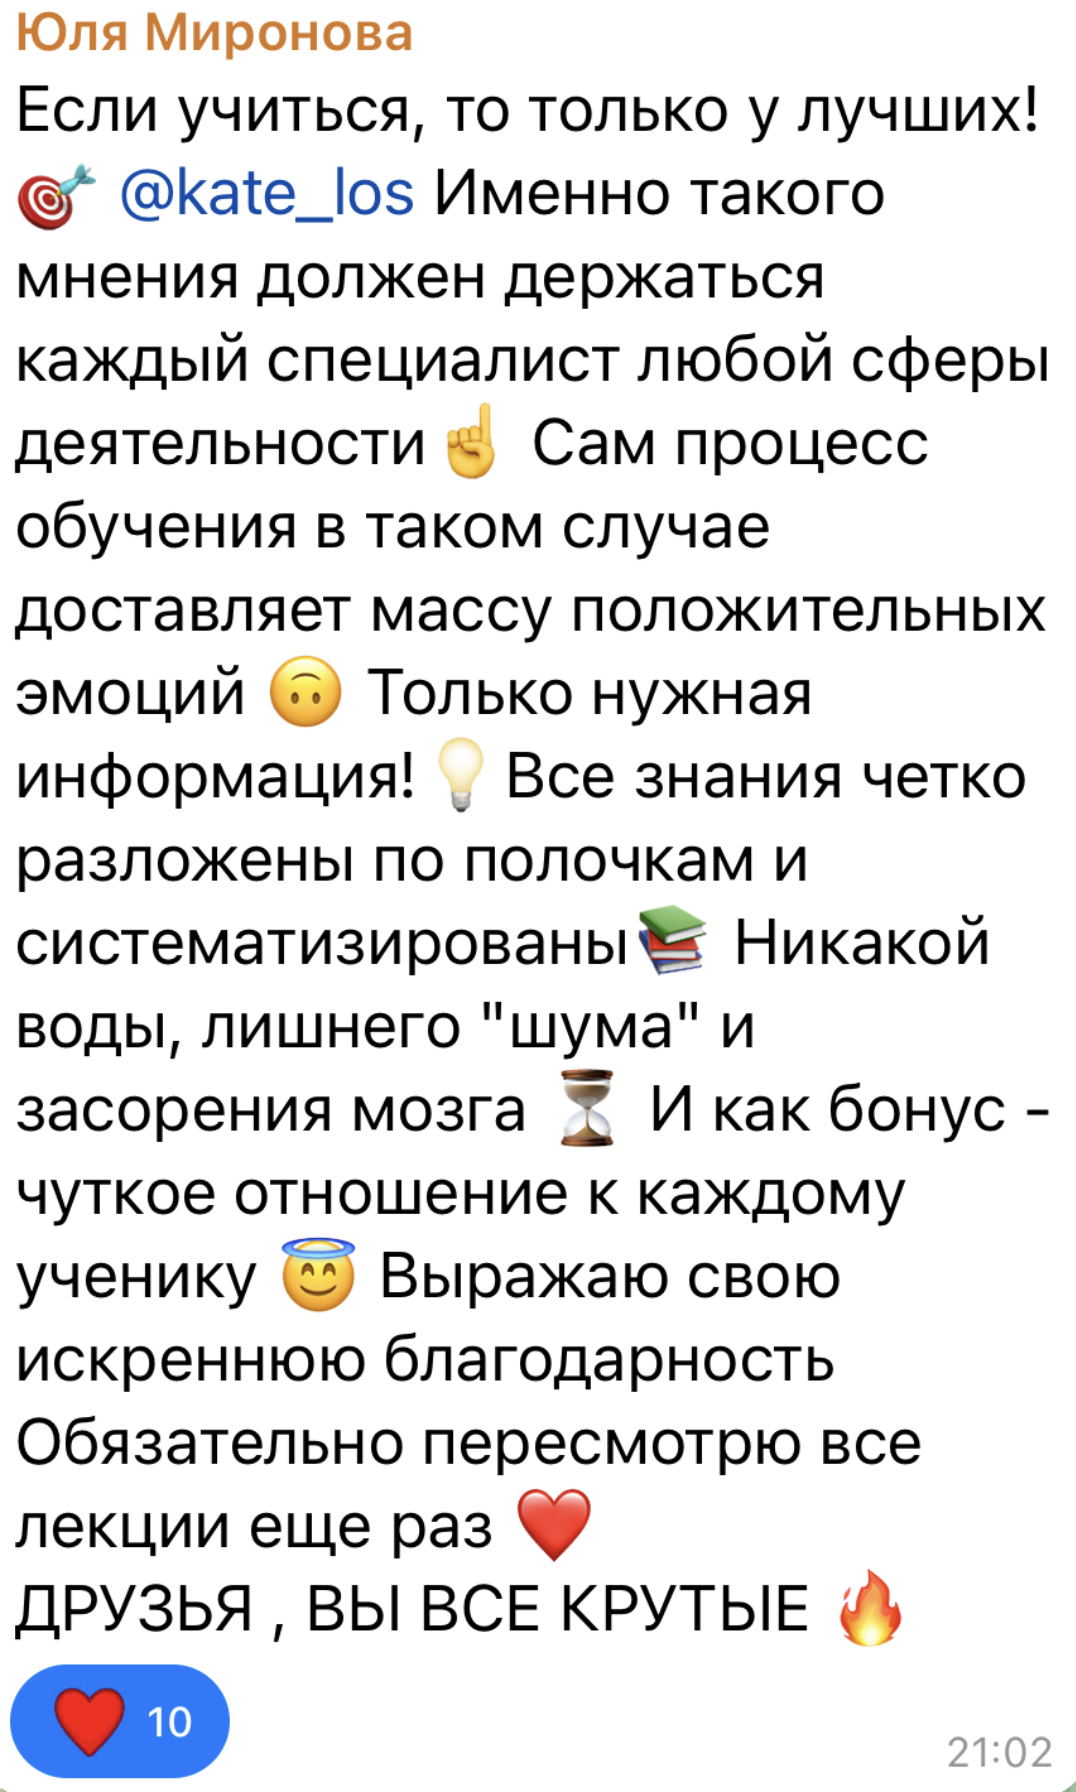 Юля Миронова
Если учиться, то только у лучших!
🎯 @kate_los Именно такого
мнения должен держаться
каждый специалист любой сферы
деятельности ☝️ Сам процесс
обучения в таком случае
доставляет массу положительных
эмоций 🙃 Только нужная
информация! 💡 Все знания четко
разложены по полочкам и
систематизированы📚 Никакой
воды, лишнего "шума" и
засорения мозга ⏳ И как бонус -
чуткое отношение к каждому
ученику 😇 Выражаю свою
искреннюю благодарность
Обязательно пересмотрю все
лекции еще раз ❤️
ДРУЗЬЯ , ВЫ ВСЕ КРУТЫЕ 🔥
❤️ 10
21:02